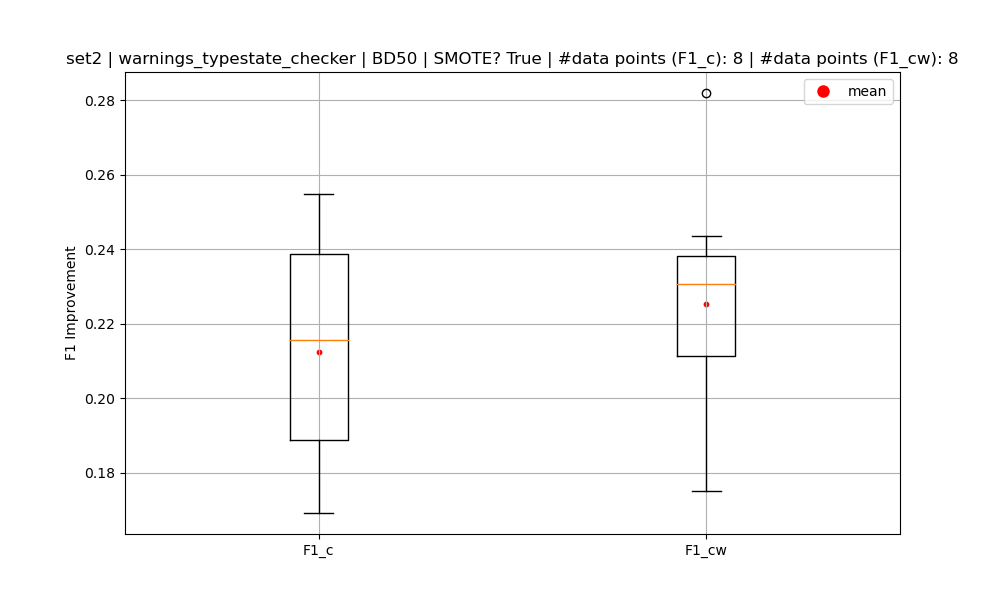 set2 | warnings_typestate_checker | BD50 | SMOTE? True | #data points (F1_c): 8 | #data points (F1_cw): 8
mean
0.28
0.26
0.24
0.22
0.20
0.18
F1 Improvement
F1_c
F1_cw